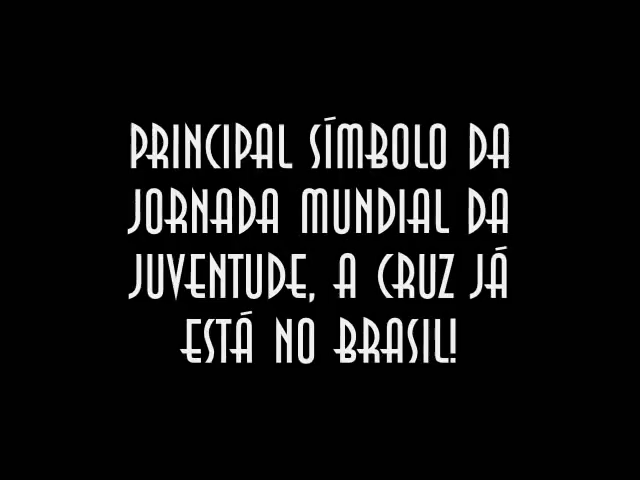 PRINCIPAL SÍMBOLO DA
JORNADA MUNDIAL DA
JUVENTUDE, A CRUZ JÁ
ESTÁ NO BRASIL!